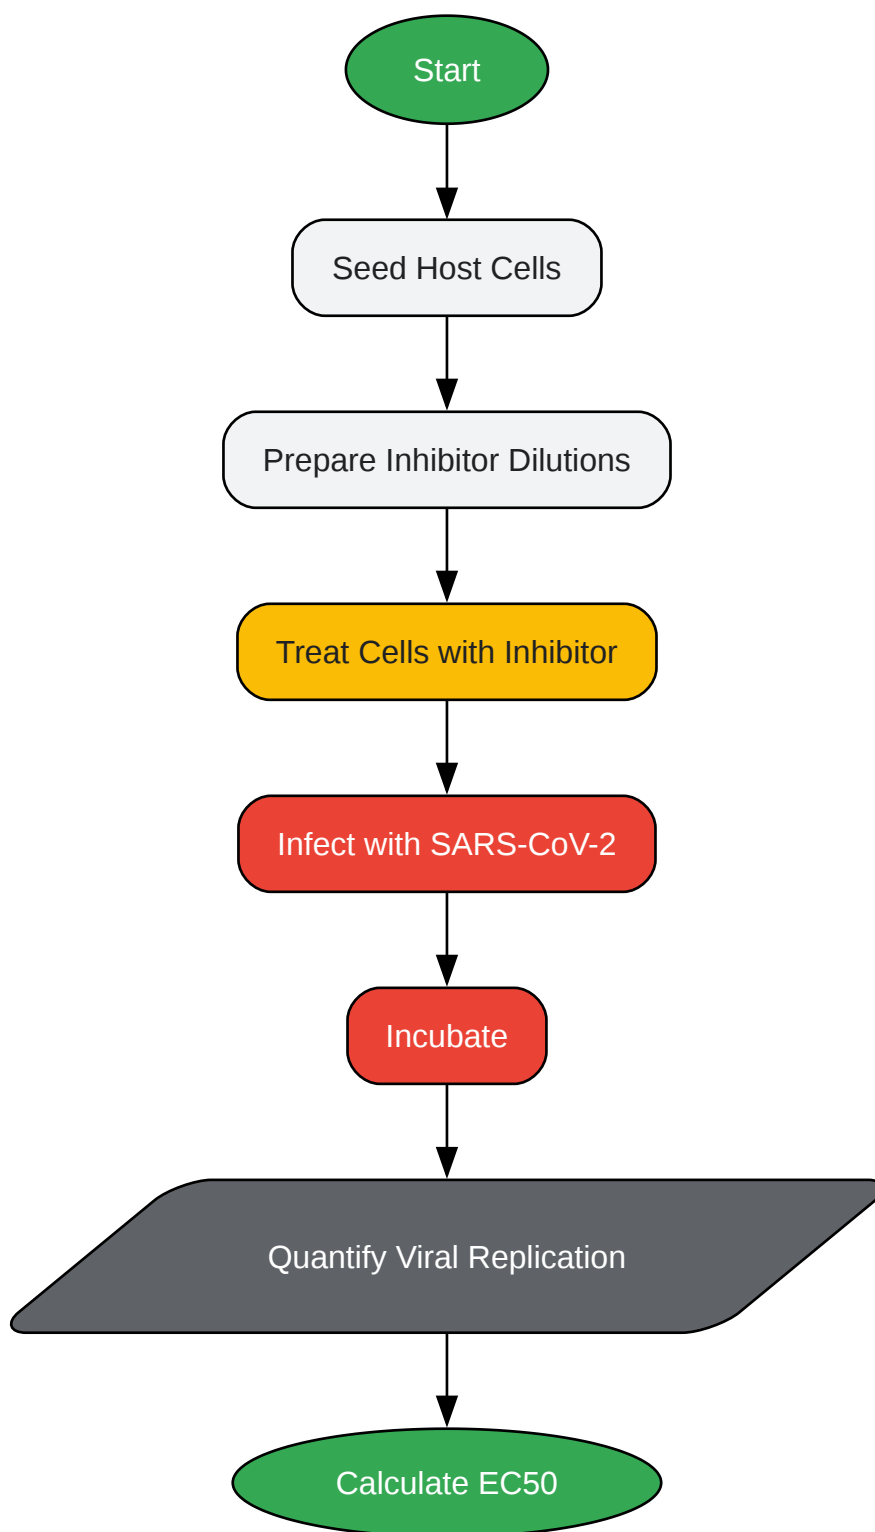 Start
Seed Host Cells
Prepare Inhibitor Dilutions
Treat Cells with Inhibitor
Infect with SARS-CoV-2
Incubate
Quantify Viral Replication
Calculate EC50